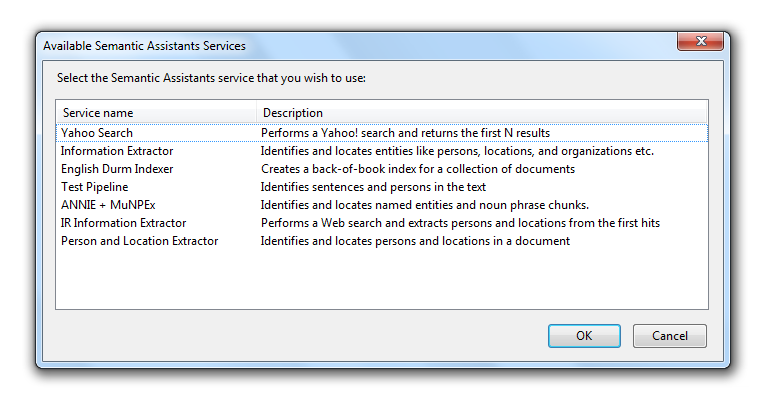 Available Semantic Assistants Services
Select the Semantic Assistants service that you wish to use:
Service name Description
Yahoo Search Performs a Yahoo! search and returns the first N results
Information Extractor Identifies and locates entities like persons, locations, and organizations etc.
English Durm Indexer Creates a back-of-book index for a collection of documents
Test Pipeline Identifies sentences and persons in the text
ANNIE + MuNPEx Identifies and locates named entities and noun phrase chunks.
IR Information Extractor Performs a Web search and extracts persons and locations from the first hits
Person and Location Extractor Identifies and locates persons and locations in a document
OK Cancel